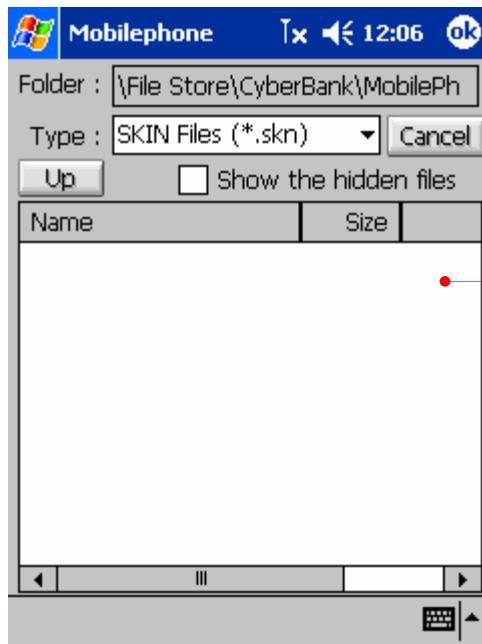 Mobilephone 12:06 ok
Folder : \File Store\CyberBank\MobilePh
Type : SKIN Files (*.skn) Cancel
Up Show the hidden files
Name Size